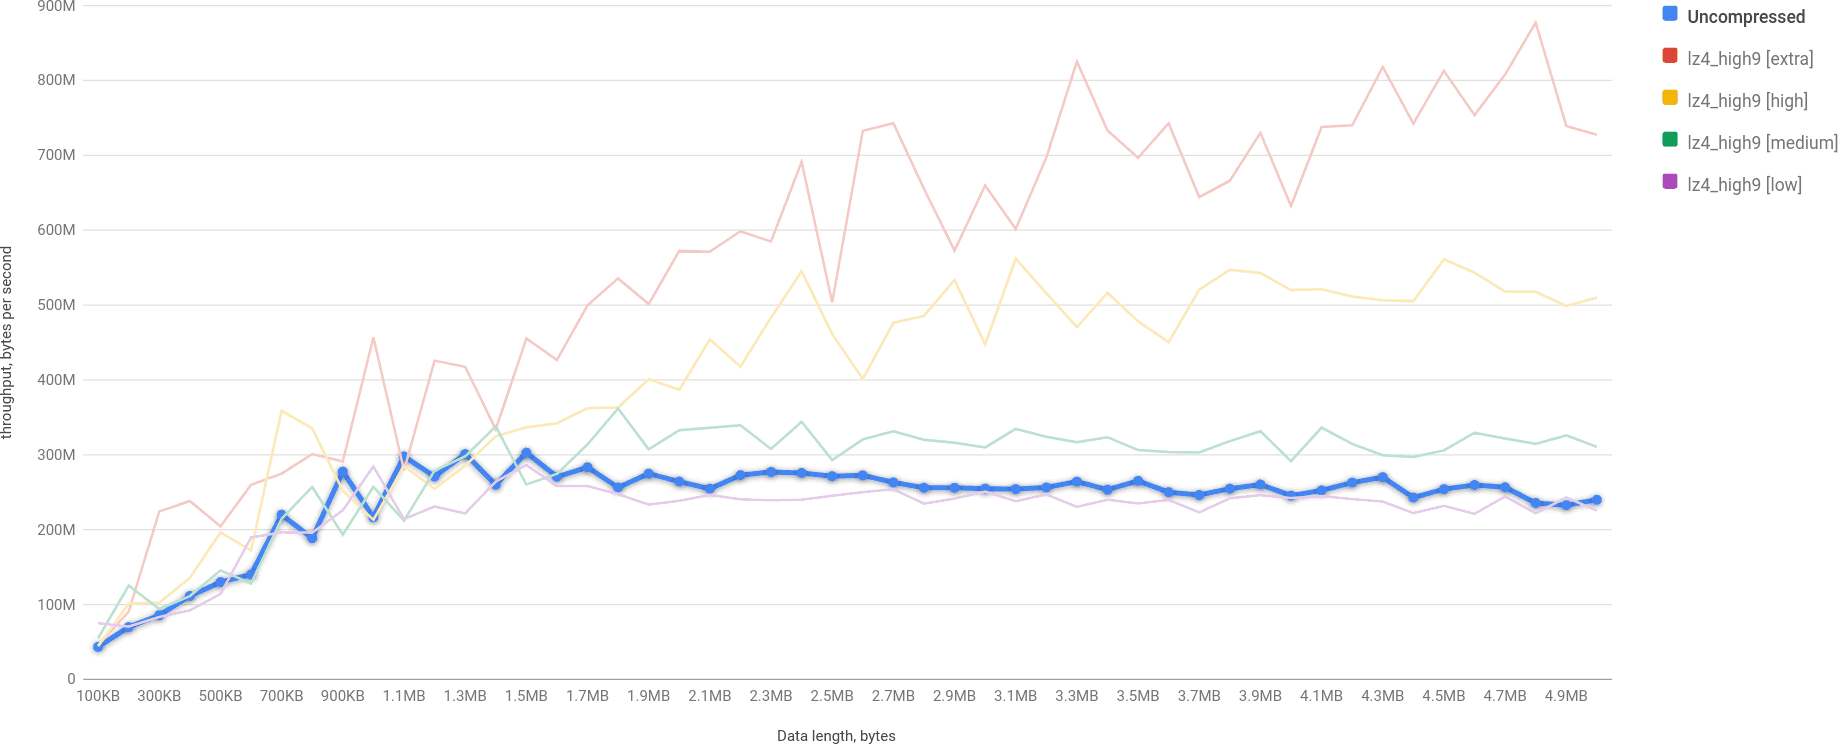 900M
800M
700M
600M
500M
400M
300M
200M
100M
0
throughput, bytes per second
100KB 300KB 500KB 700KB 900KB 1.1MB 1.3MB 1.5MB 1.7MB 1.9MB 2.1MB 2.3MB 2.5MB 2.7MB 2.9MB 3.1MB 3.3MB 3.5MB 3.7MB 3.9MB 4.1MB 4.3MB 4.5MB 4.7MB 4.9MB
Data length, bytes
Uncompressed
lz4_high9 [extra]
lz4_high9 [high]
lz4_high9 [medium]
lz4_high9 [low]